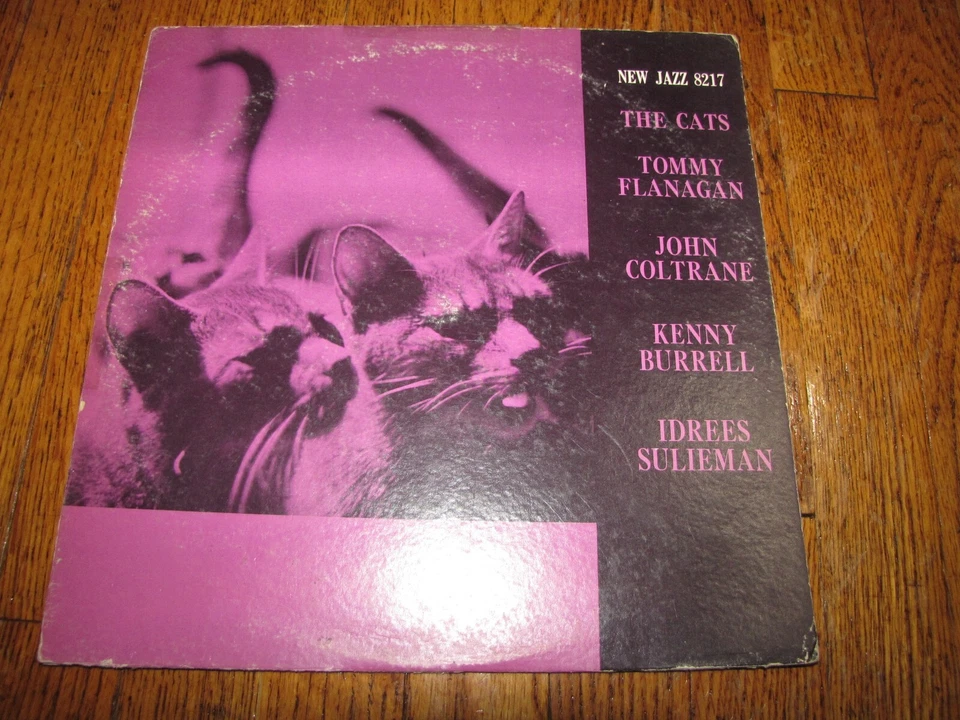 NEW JAZZ 8217
THE CATS
TOMMY
FLANAGAN
JOHN
COLTRANE
KENNY
BURRELL
IDREES
SULIEMAN